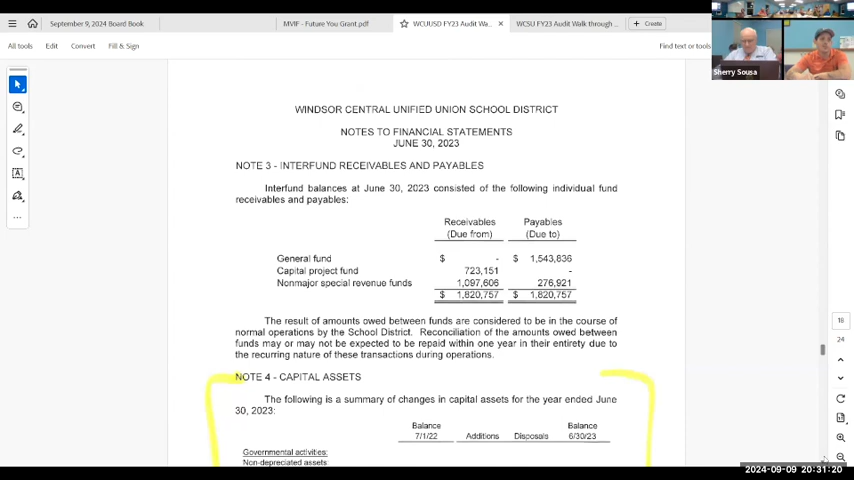 September 9, 2024 Board Book
MVIF - Future You Grant.pdf
WCUUSD FY23 Audit Wa...
WCSU FY23 Audit Walk through ...
Create
All tools
Edit
Convert
Fill & Sign
Find text or tools
Sherry Sousa
WINDSOR CENTRAL UNIFIED UNION SCHOOL DISTRICT
NOTES TO FINANCIAL STATEMENTS
JUNE 30, 2023
NOTE 3 - INTERFUND RECEIVABLES AND PAYABLES
Interfund balances at June 30, 2023 consisted of the following individual fund
receivables and payables:
Receivables Payables
(Due from) (Due to)
General fund $ - $ 1,543,836
Capital project fund 723,151 -
Nonmajor special revenue funds 1,097,606 276,921
$ 1,820,757 $ 1,820,757
The result of amounts owed between funds are considered to be in the course of
normal operations by the School District. Reconciliation of the amounts owed between
funds may or may not be expected to be repaid within one year in their entirety due to
the recurring nature of these transactions during operations.
NOTE 4 - CAPITAL ASSETS
The following is a summary of changes in capital assets for the year ended June
30, 2023:
Balance Balance
7/1/22 Additions Disposals 6/30/23
Governmental activities:
Non-depreciated assets:
18
24
2024-09-09 20:31:20